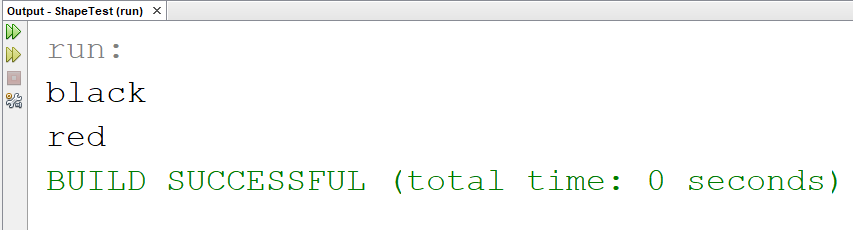 Output - ShapeTest (run)
run:
black
red
BUILD SUCCESSFUL (total time: 0 seconds)